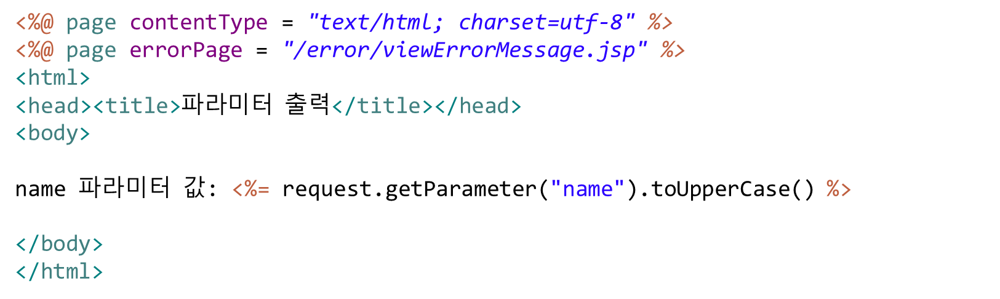 <%@ page contentType = "text/html; charset=utf-8" %>
<%@ page errorPage = "/error/viewErrorMessage.jsp" %>
<html>
<head><title>파라미터 출력</title></head>
<body>
name 파라미터 값: <%= request.getParameter("name").toUpperCase() %>
</body>
</html>